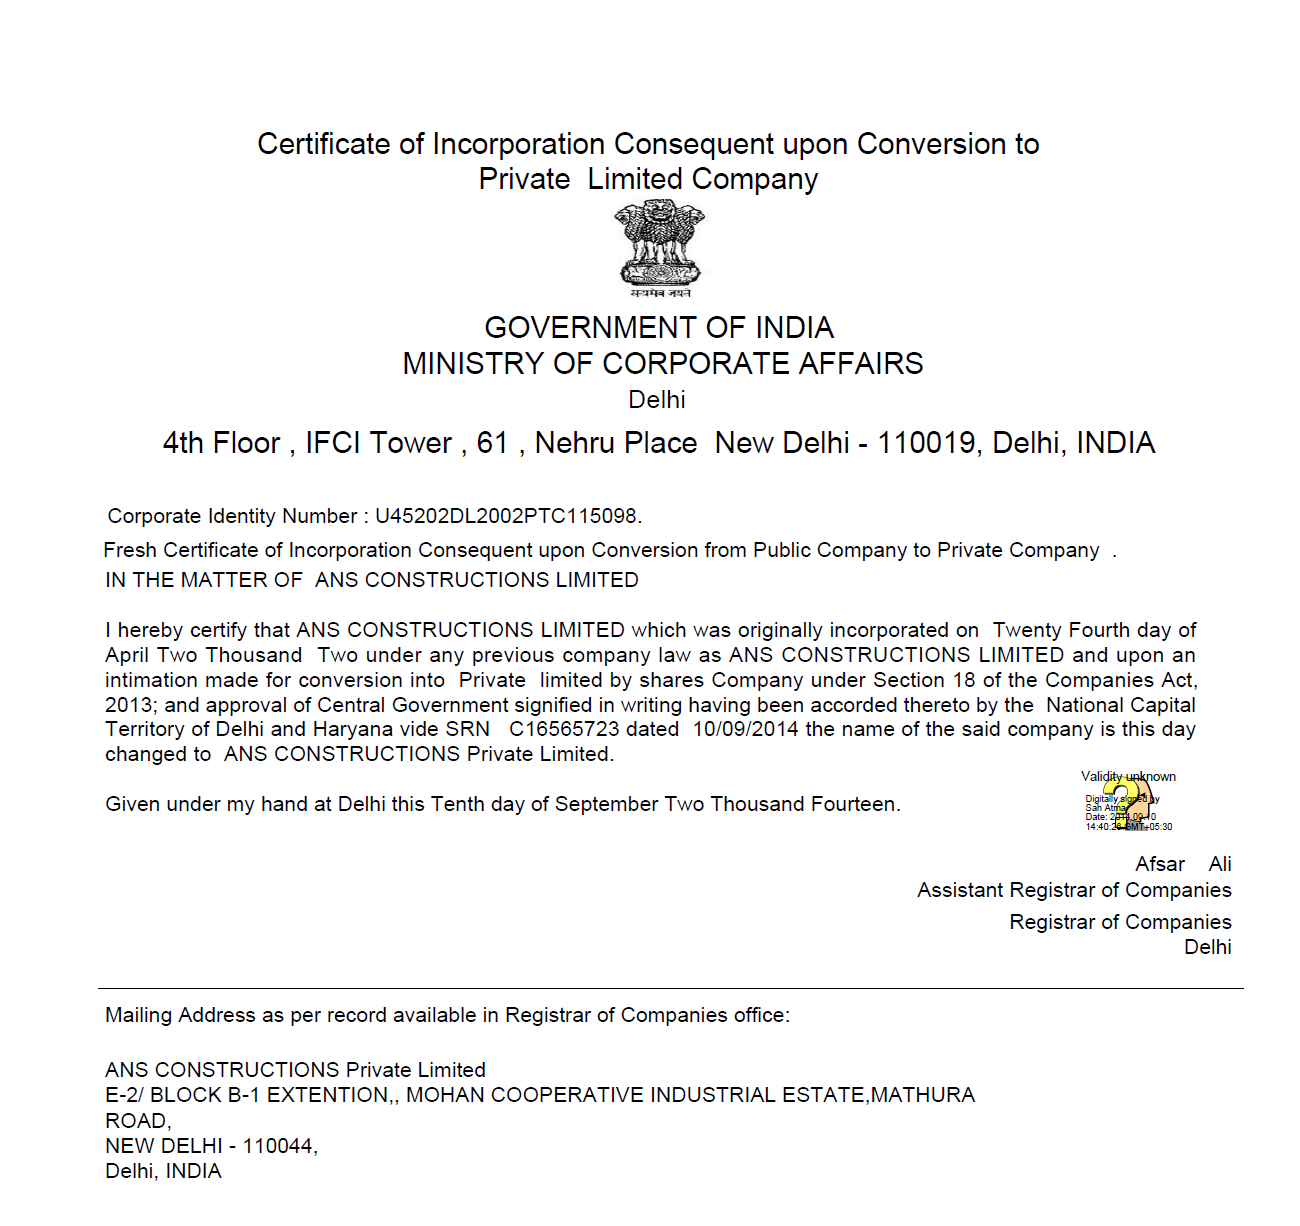 Certificate of Incorporation Consequent upon Conversion to
Private  Limited Company
सत्यमेव जयते
GOVERNMENT OF INDIA
MINISTRY OF CORPORATE AFFAIRS
Delhi
4th Floor , IFCI Tower , 61 , Nehru Place  New Delhi - 110019, Delhi, INDIA
Corporate Identity Number : U45202DL2002PTC115098.
Fresh Certificate of Incorporation Consequent upon Conversion from Public Company to Private Company  .
IN THE MATTER OF  ANS CONSTRUCTIONS LIMITED
I hereby certify that ANS CONSTRUCTIONS LIMITED which was originally incorporated on  Twenty Fourth day of
April Two Thousand  Two under any previous company law as ANS CONSTRUCTIONS LIMITED and upon an
intimation made for conversion into  Private  limited by shares Company under Section 18 of the Companies Act,
2013; and approval of Central Government signified in writing having been accorded thereto by the  National Capital
Territory of Delhi and Haryana vide SRN   C16565723 dated  10/09/2014 the name of the said company is this day
changed to  ANS CONSTRUCTIONS Private Limited.
Given under my hand at Delhi this Tenth day of September Two Thousand Fourteen.
Validity unknown
Digitally signed by
Atma
Date: 2014.09.10
14:40:26 GMT+05:30
Afsar    Ali
Assistant Registrar of Companies
Registrar of Companies
Delhi
Mailing Address as per record available in Registrar of Companies office:
ANS CONSTRUCTIONS Private Limited
E-2/ BLOCK B-1 EXTENTION,, MOHAN COOPERATIVE INDUSTRIAL ESTATE,MATHURA
ROAD,
NEW DELHI - 110044,
Delhi, INDIA